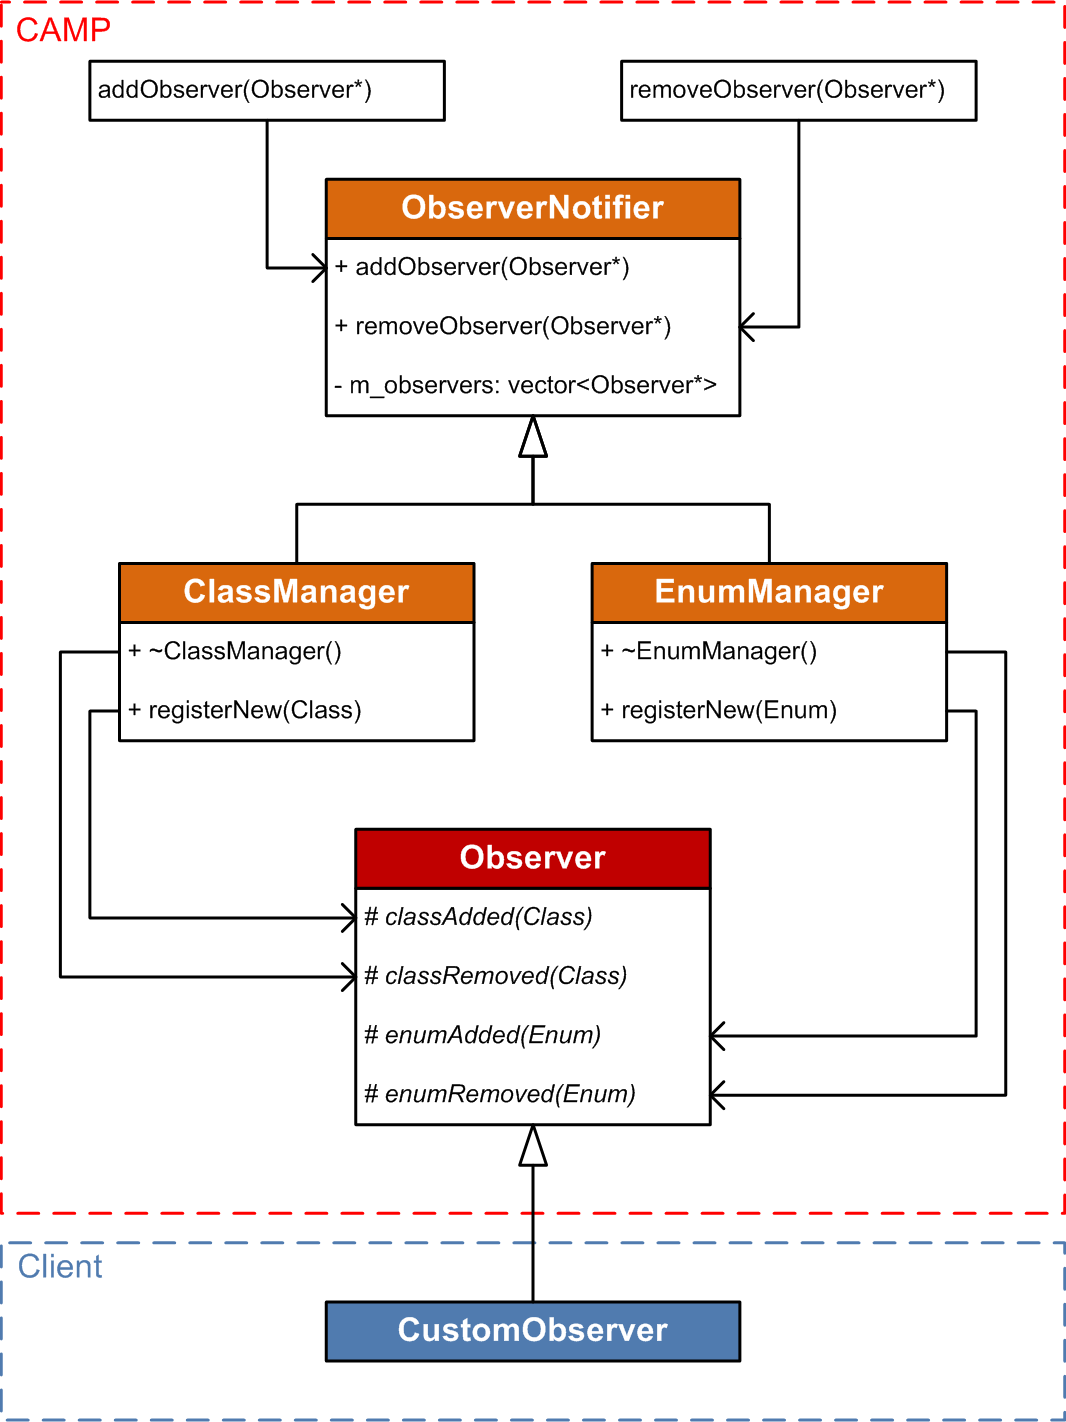 CAMP
addObserver(Observer*)
removeObserver(Observer*)
ObserverNotifier
+ addObserver(Observer*)
+ removeObserver(Observer*)
- m_observers: vector<Observer*>
ClassManager
+ ~ClassManager()
+ registerNew(Class)
EnumManager
+ ~EnumManager()
+ registerNew(Enum)
Observer
# classAdded(Class)
# classRemoved(Class)
# enumAdded(Enum)
# enumRemoved(Enum)
Client
CustomObserver